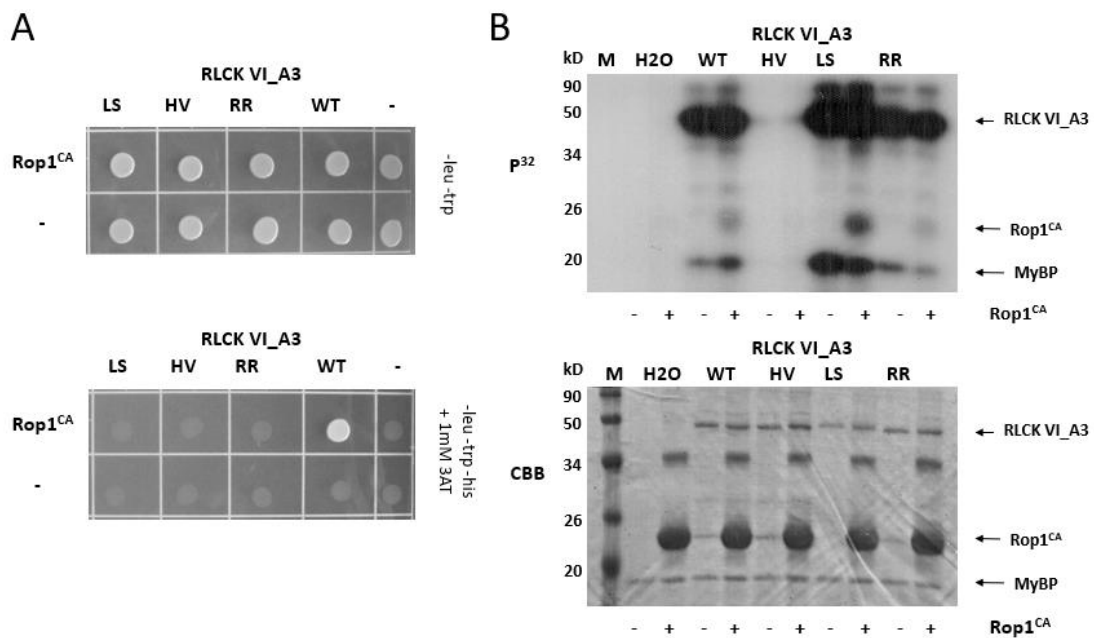 A
RLCK VI_A3
LS HV RR WT -
Rop1CA
-
-leu -trp
RLCK VI_A3
LS HV RR WT -
Rop1CA
-
-leu -trp -his
+ 1mM 3AT
B
RLCK VI_A3
kD M H2O WT HV LS RR
90
50
34
26
20
P32
RLCK VI_A3
Rop1CA
MyBP
- + - + - + - + - + Rop1CA
RLCK VI_A3
kD M H2O WT HV LS RR
90
50
34
26
20
CBB
RLCK VI_A3
Rop1CA
MyBP
- + - + - + - + - + Rop1CA